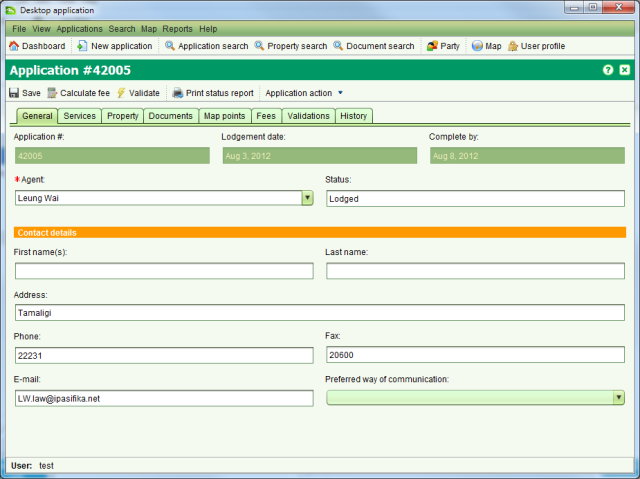 Desktop application
File View Applications Search Map Reports Help
Dashboard New application Application search Property search Document search Party Map User profile
Application #42005
Save Calculate fee Validate Print status report Application action
General Services Property Documents Map points Fees Validations History
Application #: Lodgement date: Complete by:
42005 Aug 3, 2012 Aug 8, 2012
*Agent: Status:
Leung Wai Lodged
Contact details
First name(s): Last name:
Address:
Tamaligi
Phone: Fax:
22231 20600
E-mail: Preferred way of communication:
LW.law@ipasifika.net
User: test